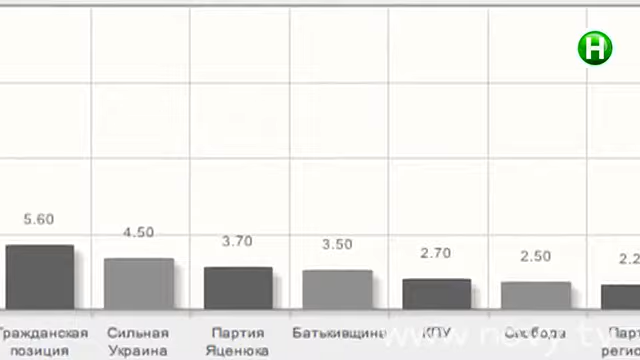 H
5.60
4.50
3.70
3.50
2.70
2.50
Гражданская
позиция
Сильная
Украина
Партия
Яценюка
Батькивщина
КПУ
Свобода